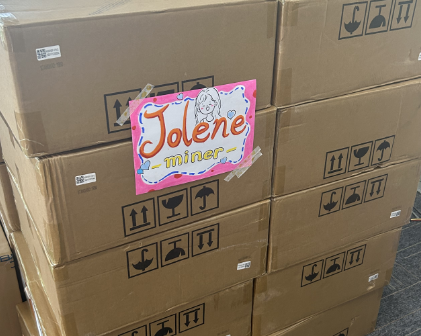 Jolene
- miner -